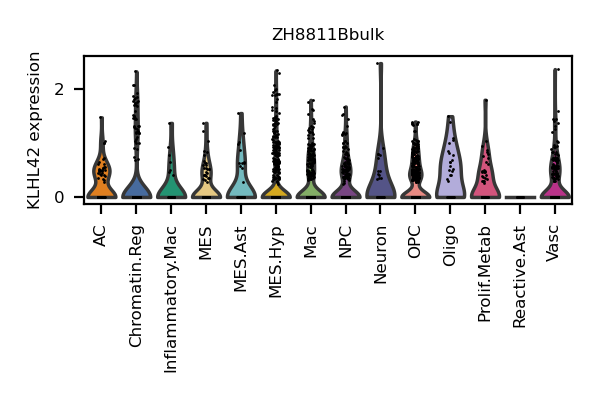 ZH8811Bbulk
KLHL42 expression
2
0
AC
Chromatin.Reg
Inflammatory.Mac
MES
MES.Ast
MES.Hyp
Mac
NPC
Neuron
OPC
Oligo
Prolif.Metab
Reactive.Ast
Vasc